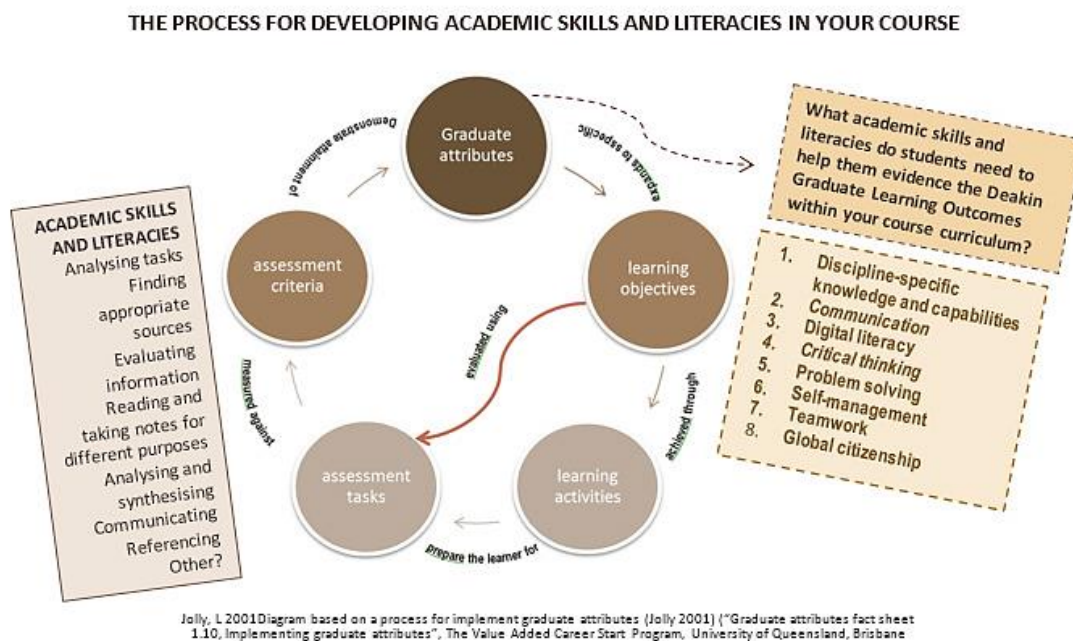 THE PROCESS FOR DEVELOPING ACADEMIC SKILLS AND LITERACIES IN YOUR COURSE
Graduate
attributes
expands to sspecific
learning
objectives
achieved through
learning
activities
prepare the learner for
assessment
tasks
measured against
assessment
criteria
Demonstrate attainment of
evaluated using
ACADEMIC SKILLS
AND LITERACIES
Analysing tasks
Finding
appropriate
sources
Evaluating
information
Reading and
taking notes for
different purposes
Analysing and
synthesising
Communicating
Referencing
Other?
What academic skills and
literacies do students need to
help them evidence the Deakin
Graduate Learning Outcomes
within your course curriculum?
1. Discipline-specific
knowledge and capabilities
2. Communication
3. Digital literacy
4. Critical thinking
5. Problem solving
6. Self-management
7. Teamwork
8. Global citizenship
Jolly, L 2001Diagram based on a process for implement graduate attributes (Jolly 2001) ("Graduate attributes fact sheet
1.10, Implementing graduate attributes", The Value Added Career Start Program, University of Queensland, Brisbane